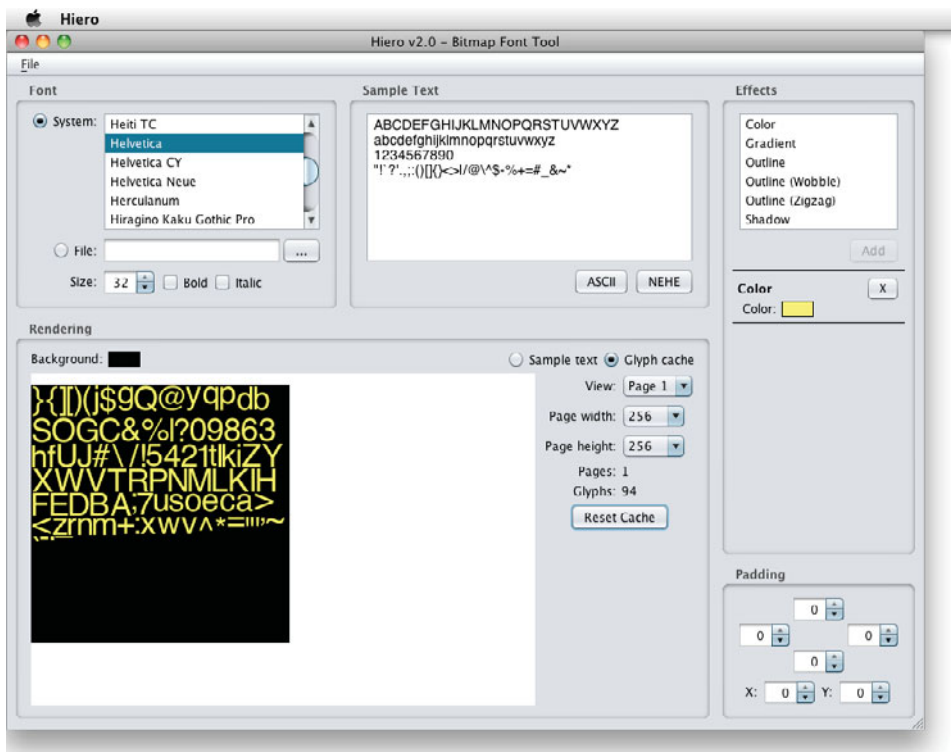 Hiero
Hiero v2.0 – Bitmap Font Tool
File
Font
System:
Heiti TC
Helvetica
Helvetica CY
Helvetica Neue
Herculanum
Hiragino Kaku Gothic Pro
File:
...
Size: 32 Bold Italic
Sample Text
ABCDEFGHIJKLMNOPQRSTUVWXYZ
abcdefghijklmnopqrstuvwxyz
1234567890
"!`?'.,;:()[]{}<>|/@\^$-%+=#_&~*
ASCII NEHE
Effects
Color
Gradient
Outline
Outline (Wobble)
Outline (Zigzag)
Shadow
Add
Color X
Color:
Rendering
Background:
Sample text Glyph cache
}{][)(j$gQ@yqpdb
SOGC&%|?09863
hfUJ#\/!5421tlkiZY
XWVTRPNMLKIH
FEDBA;7usoeca>
<zrnm+:xwv^*="'~
View: Page 1
Page width: 256
Page height: 256
Pages: 1
Glyphs: 94
Reset Cache
Padding
0
0 0
0
X: 0 Y: 0